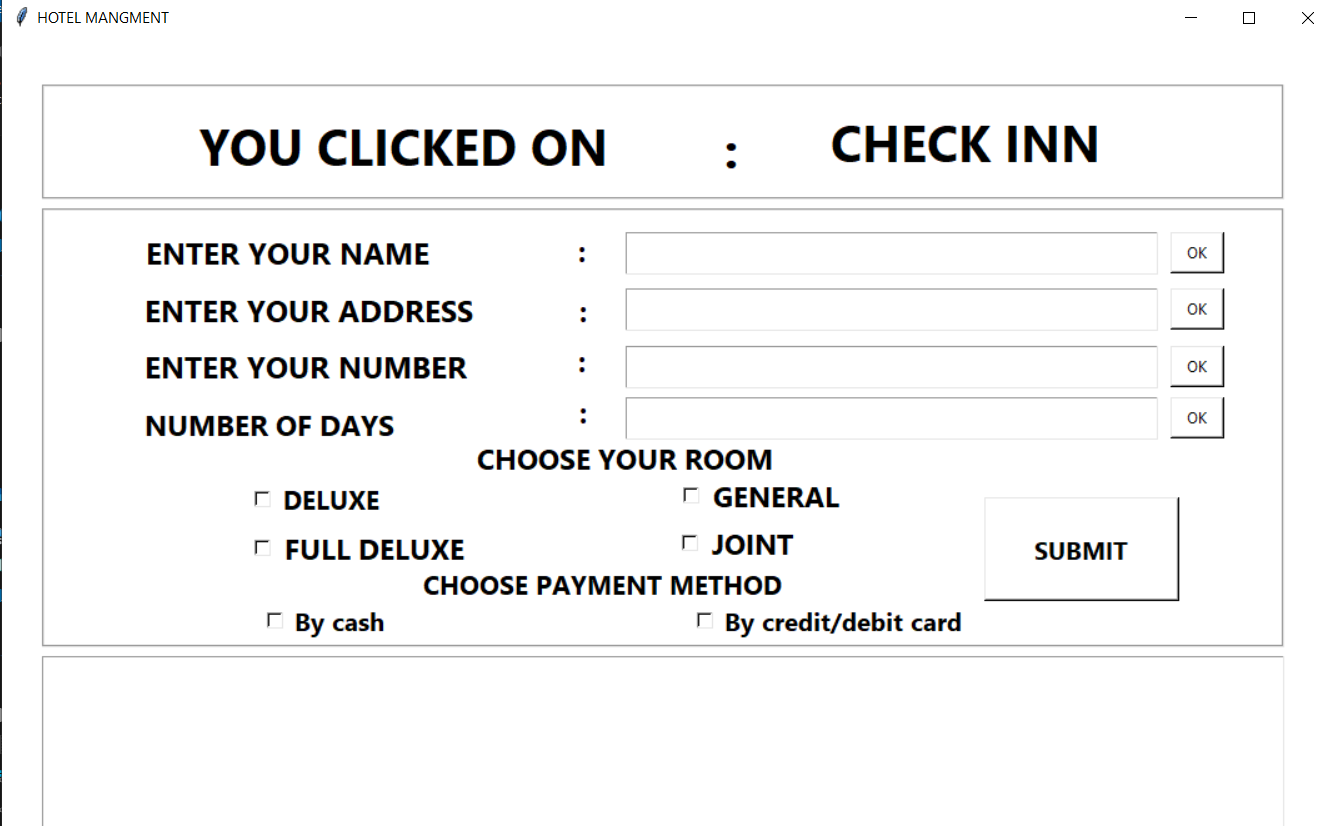 HOTEL MANGMENT
YOU CLICKED ON : CHECK INN
ENTER YOUR NAME : OK
ENTER YOUR ADDRESS : OK
ENTER YOUR NUMBER : OK
NUMBER OF DAYS : OK
CHOOSE YOUR ROOM
DELUXE GENERAL
FULL DELUXE JOINT
SUBMIT
CHOOSE PAYMENT METHOD
By cash By credit/debit card